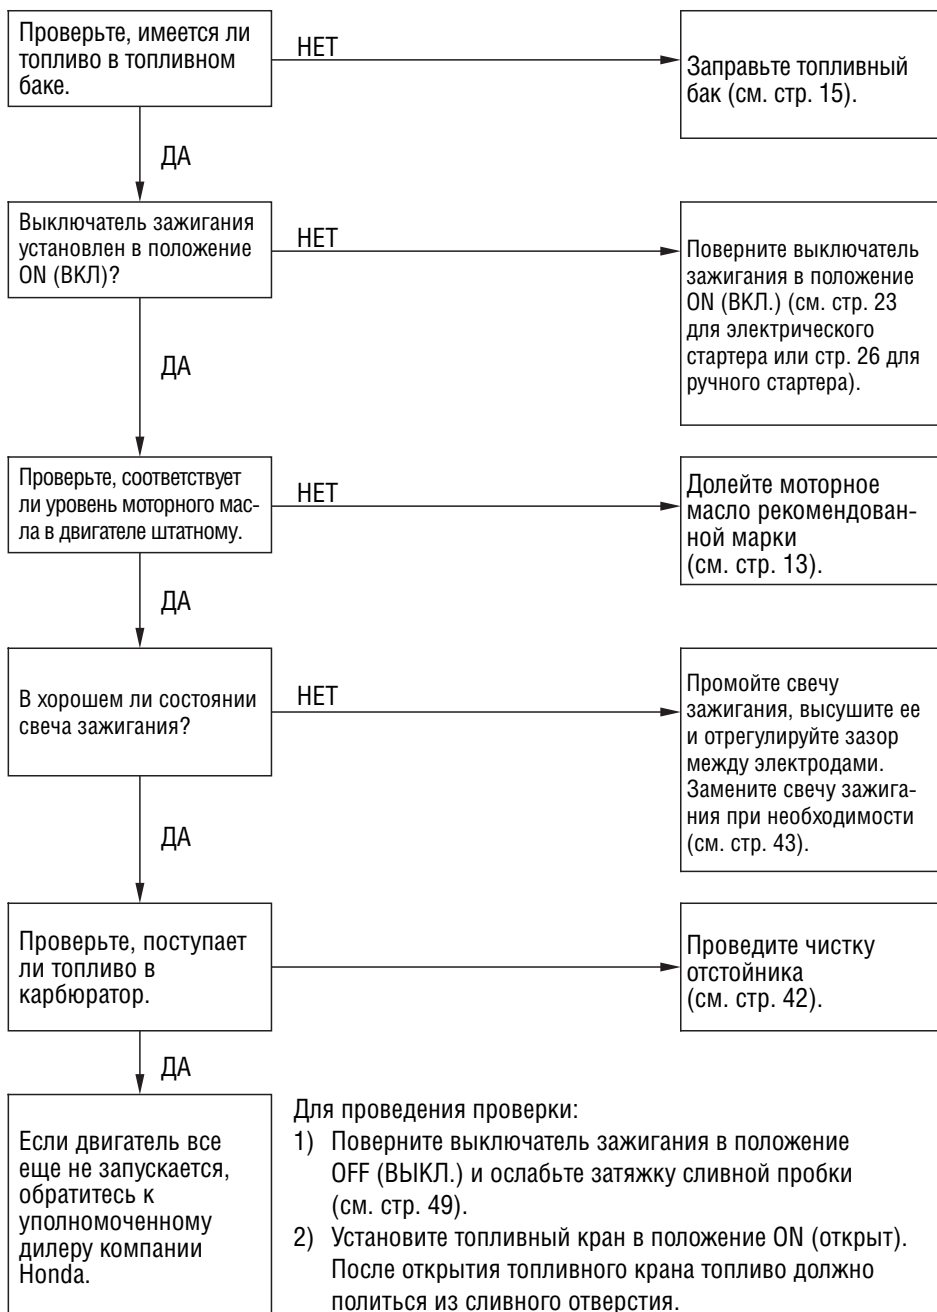 Проверьте, имеется ли
топливо в топливном
баке.
НЕТ
Заправьте топливный
бак (см. стр. 15).
ДА
Выключатель зажигания
установлен в положение
ON (ВКЛ)?
НЕТ
Поверните выключатель
зажигания в положение
ON (ВКЛ.) (см. стр. 23
для электрического
стартера или стр. 26 для
ручного стартера).
ДА
Проверьте, соответствует
ли уровень моторного мас-
ла в двигателе штатному.
НЕТ
Долейте моторное
масло рекомендован-
ной марки
(см. стр. 13).
ДА
В хорошем ли состоянии
свеча зажигания?
НЕТ
Промойте свечу
зажигания, высушите ее
и отрегулируйте зазор
между электродами.
Замените свечу зажига-
ния при необходимости
(см. стр. 43).
ДА
Проверьте, поступает
ли топливо в
карбюратор.
Проведите чистку
отстойника
(см. стр. 42).
ДА
Если двигатель все
еще не запускается,
обратитесь к
уполномоченному
дилеру компании
Honda.
Для проведения проверки:
1) Поверните выключатель зажигания в положение
OFF (ВЫКЛ.) и ослабьте затяжку сливной пробки
(см. стр. 49).
2) Установите топливный кран в положение ON (открыт).
После открытия топливного крана топливо должно
политься из сливного отверстия.